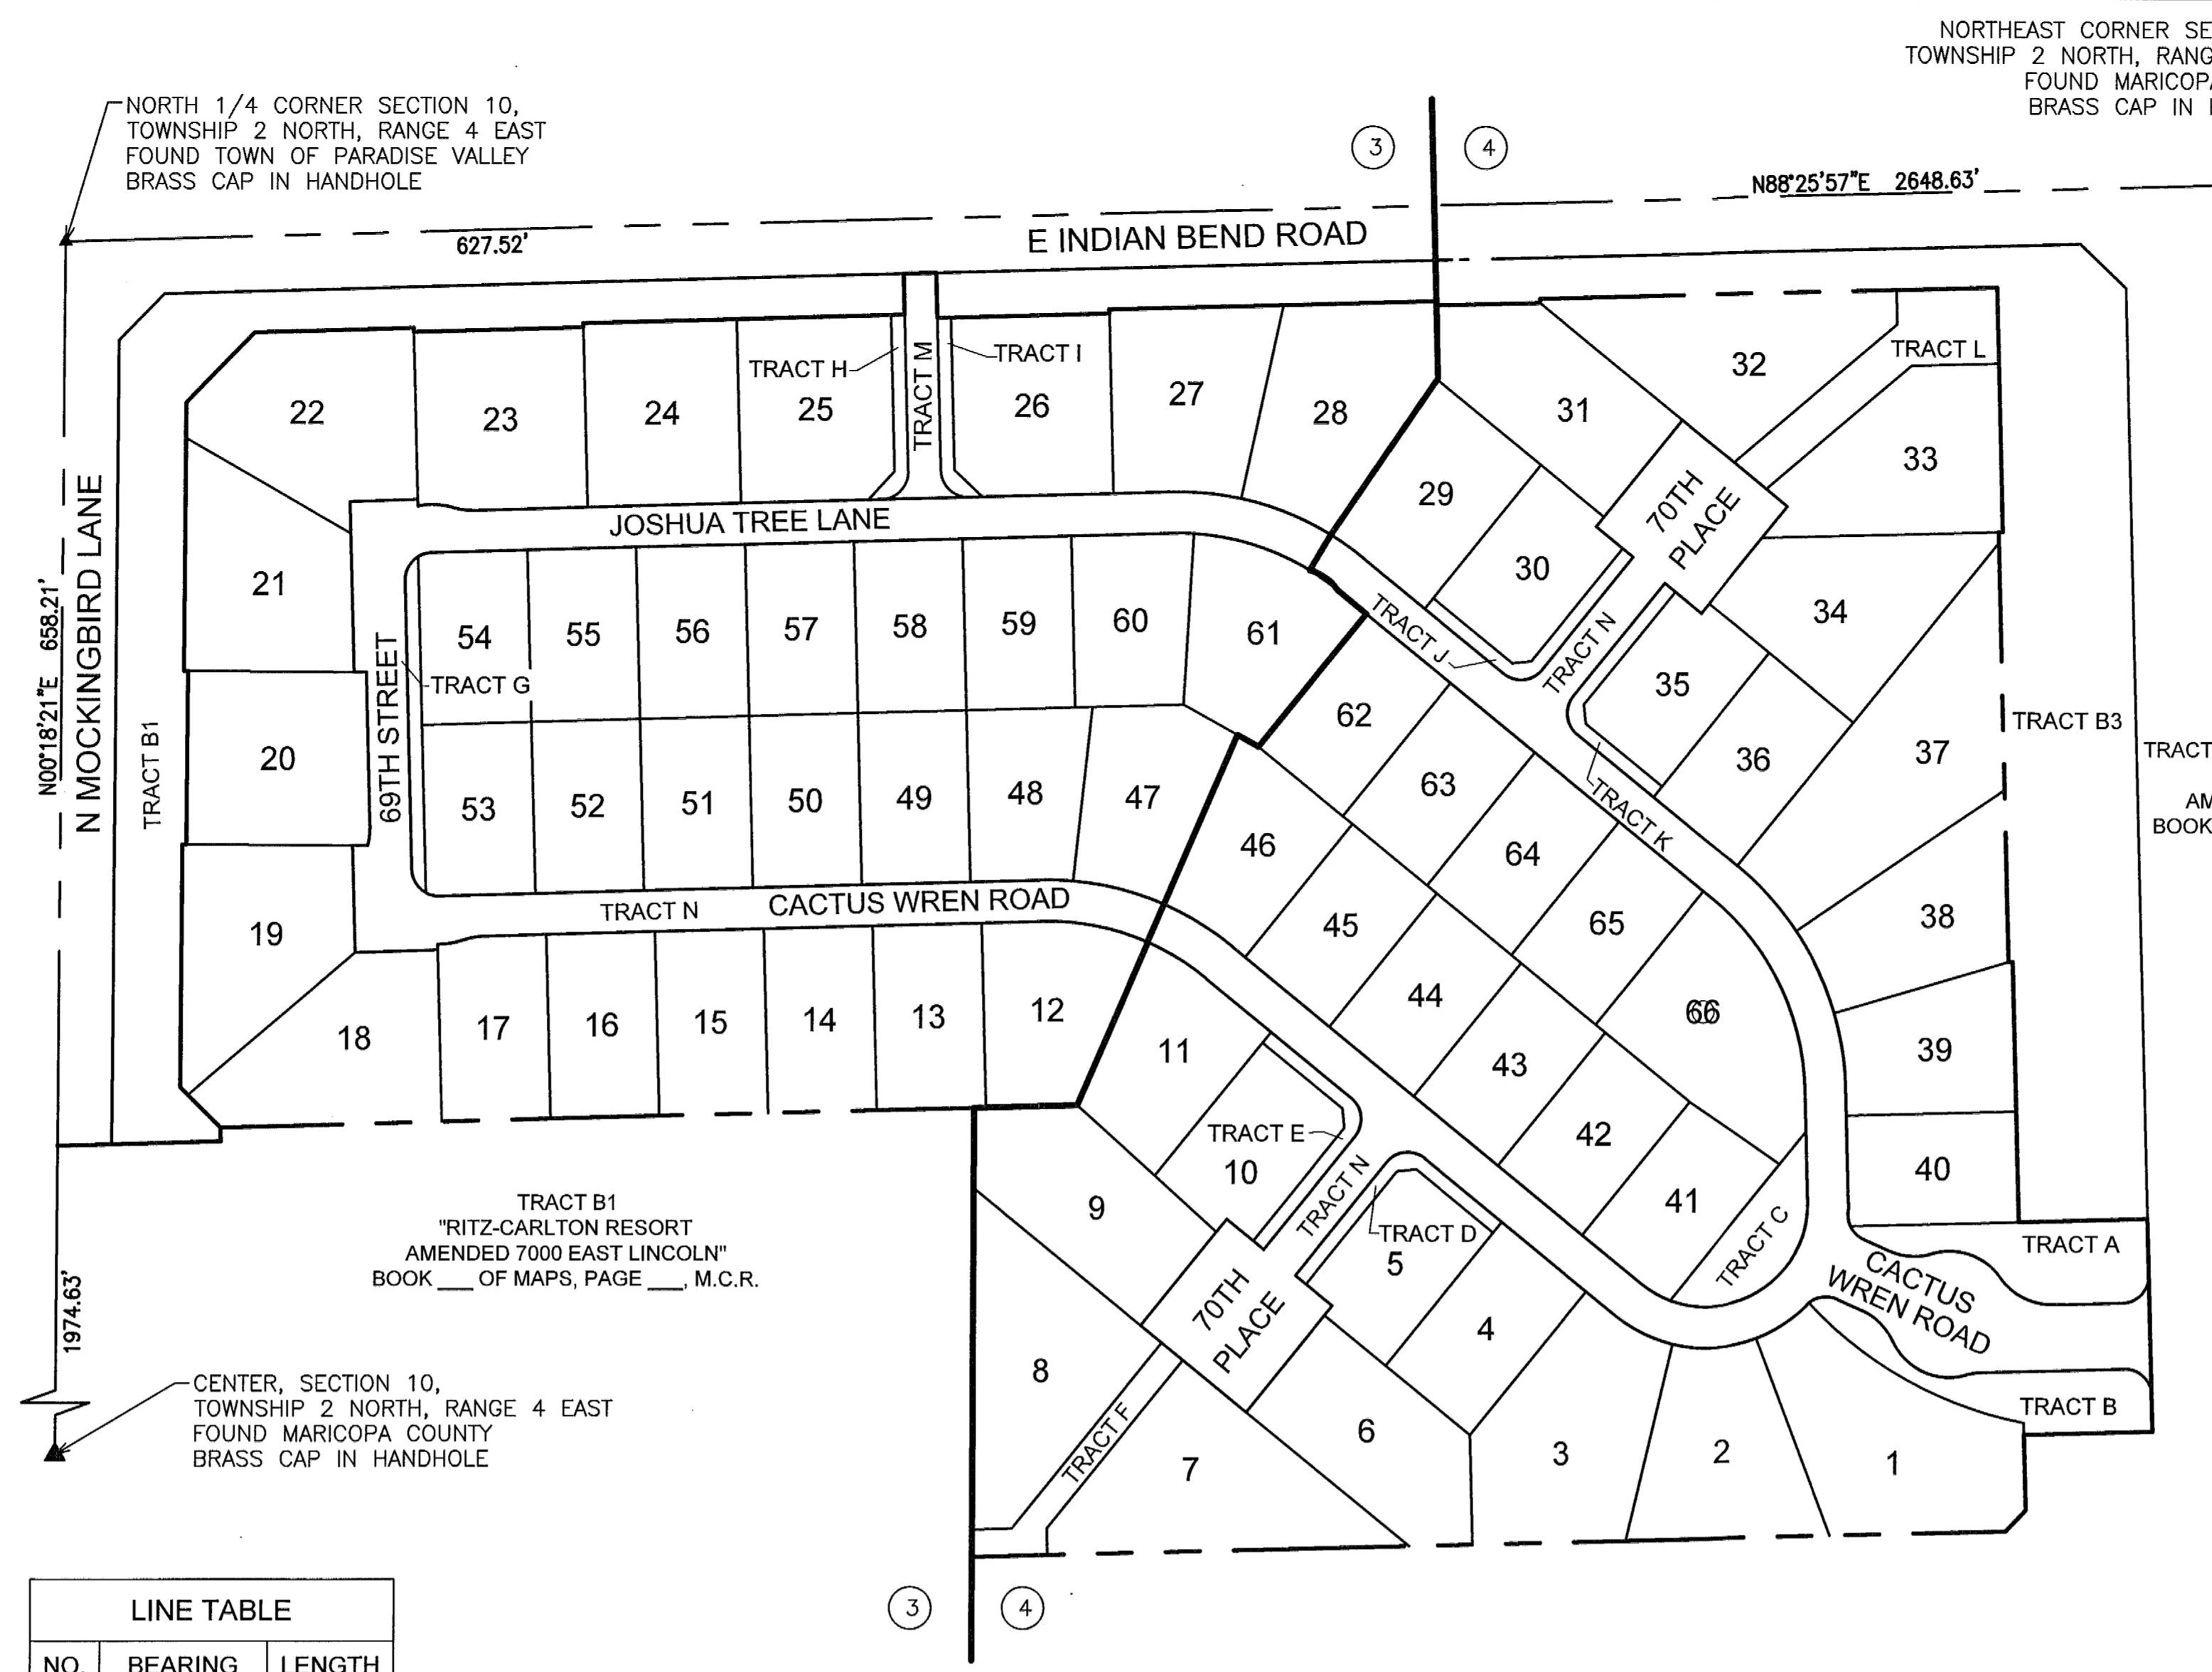 NORTHEAST CORNER SE
TOWNSHIP 2 NORTH, RANG
FOUND MARICOPA
BRASS CAP IN
NORTH 1/4 CORNER SECTION 10,
TOWNSHIP 2 NORTH, RANGE 4 EAST
FOUND TOWN OF PARADISE VALLEY
BRASS CAP IN HANDHOLE
3
4
N88°25'57"E 2648.63'
627.52'
E INDIAN BEND ROAD
TRACT H
TRACT M
TRACT I
TRACT L
22
23
24
25
26
27
28
31
32
33
29
30
70TH
PLACE
JOSHUA TREE LANE
N00°18'21"E 658.21'
N MOCKINGBIRD LANE
TRACT B1
21
20
19
69TH STREET
TRACT G
54
55
56
57
58
59
60
61
TRACT J
TRACT N
34
35
36
37
TRACT B3
TRACT
AM
BOOK
TRACT K
62
63
64
65
66
53
52
51
50
49
48
47
46
45
44
43
42
41
38
39
40
TRACT N
CACTUS WREN ROAD
18
17
16
15
14
13
12
11
TRACT E
10
TRACT N
9
TRACT D
5
4
TRACT C
CACTUS
WREN ROAD
TRACT A
TRACT B
70TH
PLACE
8
TRACT F
7
6
3
2
1
TRACT B1
"RITZ-CARLTON RESORT
AMENDED 7000 EAST LINCOLN"
BOOK ___ OF MAPS, PAGE ___, M.C.R.
1974.63'
CENTER, SECTION 10,
TOWNSHIP 2 NORTH, RANGE 4 EAST
FOUND MARICOPA COUNTY
BRASS CAP IN HANDHOLE
3
4
LINE TABLE
NO. BEARING LENGTH